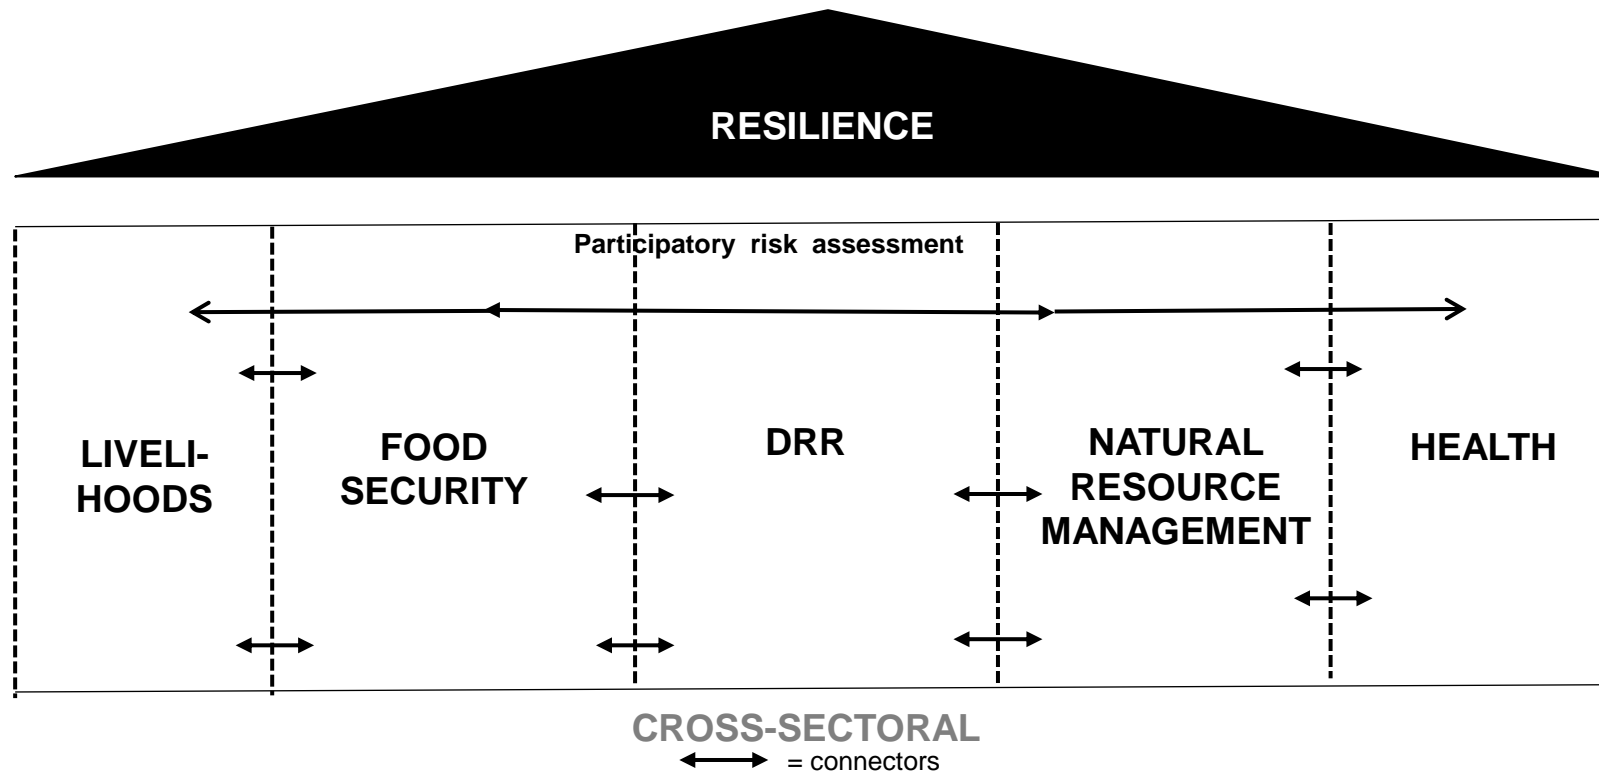 RESILIENCE
Participatory risk assessment
LIVELI-
HOODS
FOOD
SECURITY
DRR
NATURAL
RESOURCE
MANAGEMENT
HEALTH
CROSS-SECTORAL
= connectors